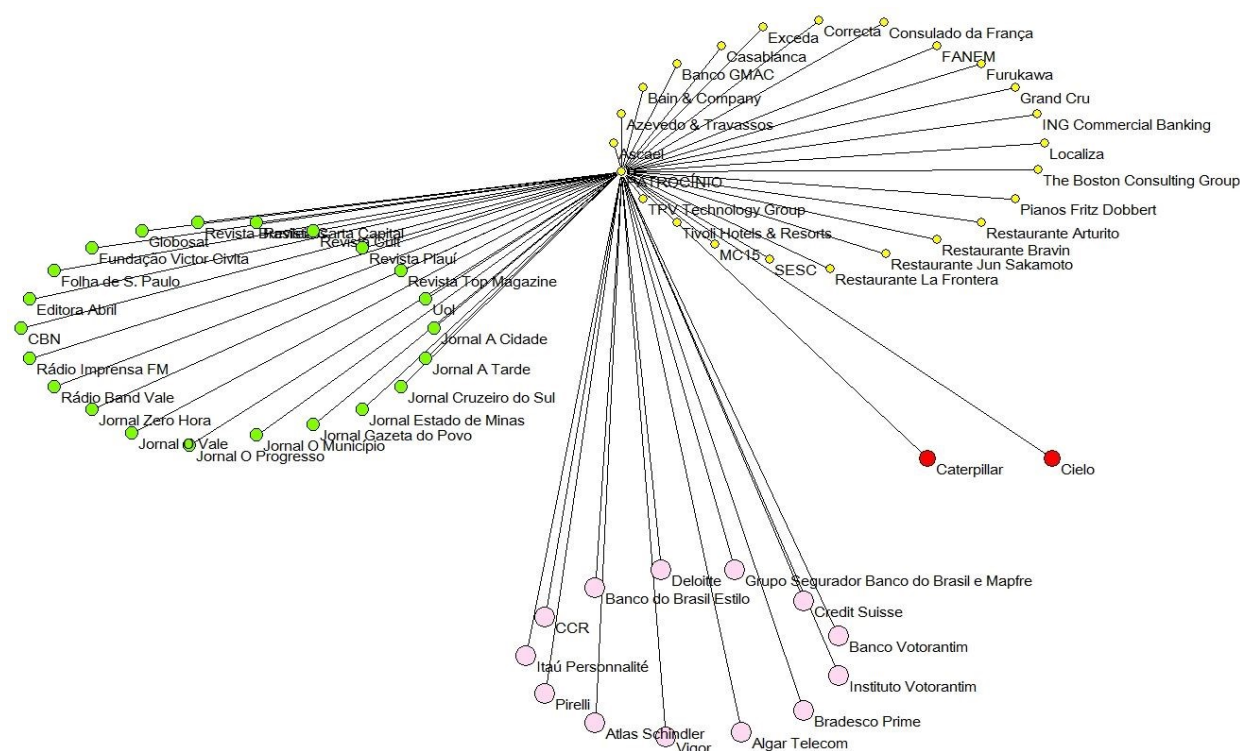 Correcta
Consulado da França
Exceda
Casablanca
FANEM
Banco GMAC
Furukawa
Bain & Company
Grand Cru
Azevedo & Travassos
ING Commercial Banking
Ascael
Localiza
PATROCÍNIO
The Boston Consulting Group
TPV Technology Group
Pianos Fritz Dobbert
Tivoli Hotels & Resorts
Restaurante Arturito
MC15
Restaurante Bravin
SESC
Restaurante Jun Sakamoto
Restaurante La Frontera
Revista
Carta Capital
Globosat
Revista Cult
Fundação Victor Civita
Revista Piauí
Folha de S. Paulo
Revista Top Magazine
Editora Abril
Uol
CBN
Jornal A Cidade
Rádio Imprensa FM
Jornal A Tarde
Rádio Band Vale
Jornal Cruzeiro do Sul
Jornal Zero Hora
Jornal Estado de Minas
Jornal O Vale
Jornal Gazeta do Povo
Jornal O Município
Jornal O Progresso
Caterpillar
Cielo
Deloitte
Grupo Segurador Banco do Brasil e Mapfre
Banco do Brasil Estilo
Credit Suisse
CCR
Banco Votorantim
Itaú Personnalité
Instituto Votorantim
Pirelli
Bradesco Prime
Atlas Schindler
Vigor
Algar Telecom